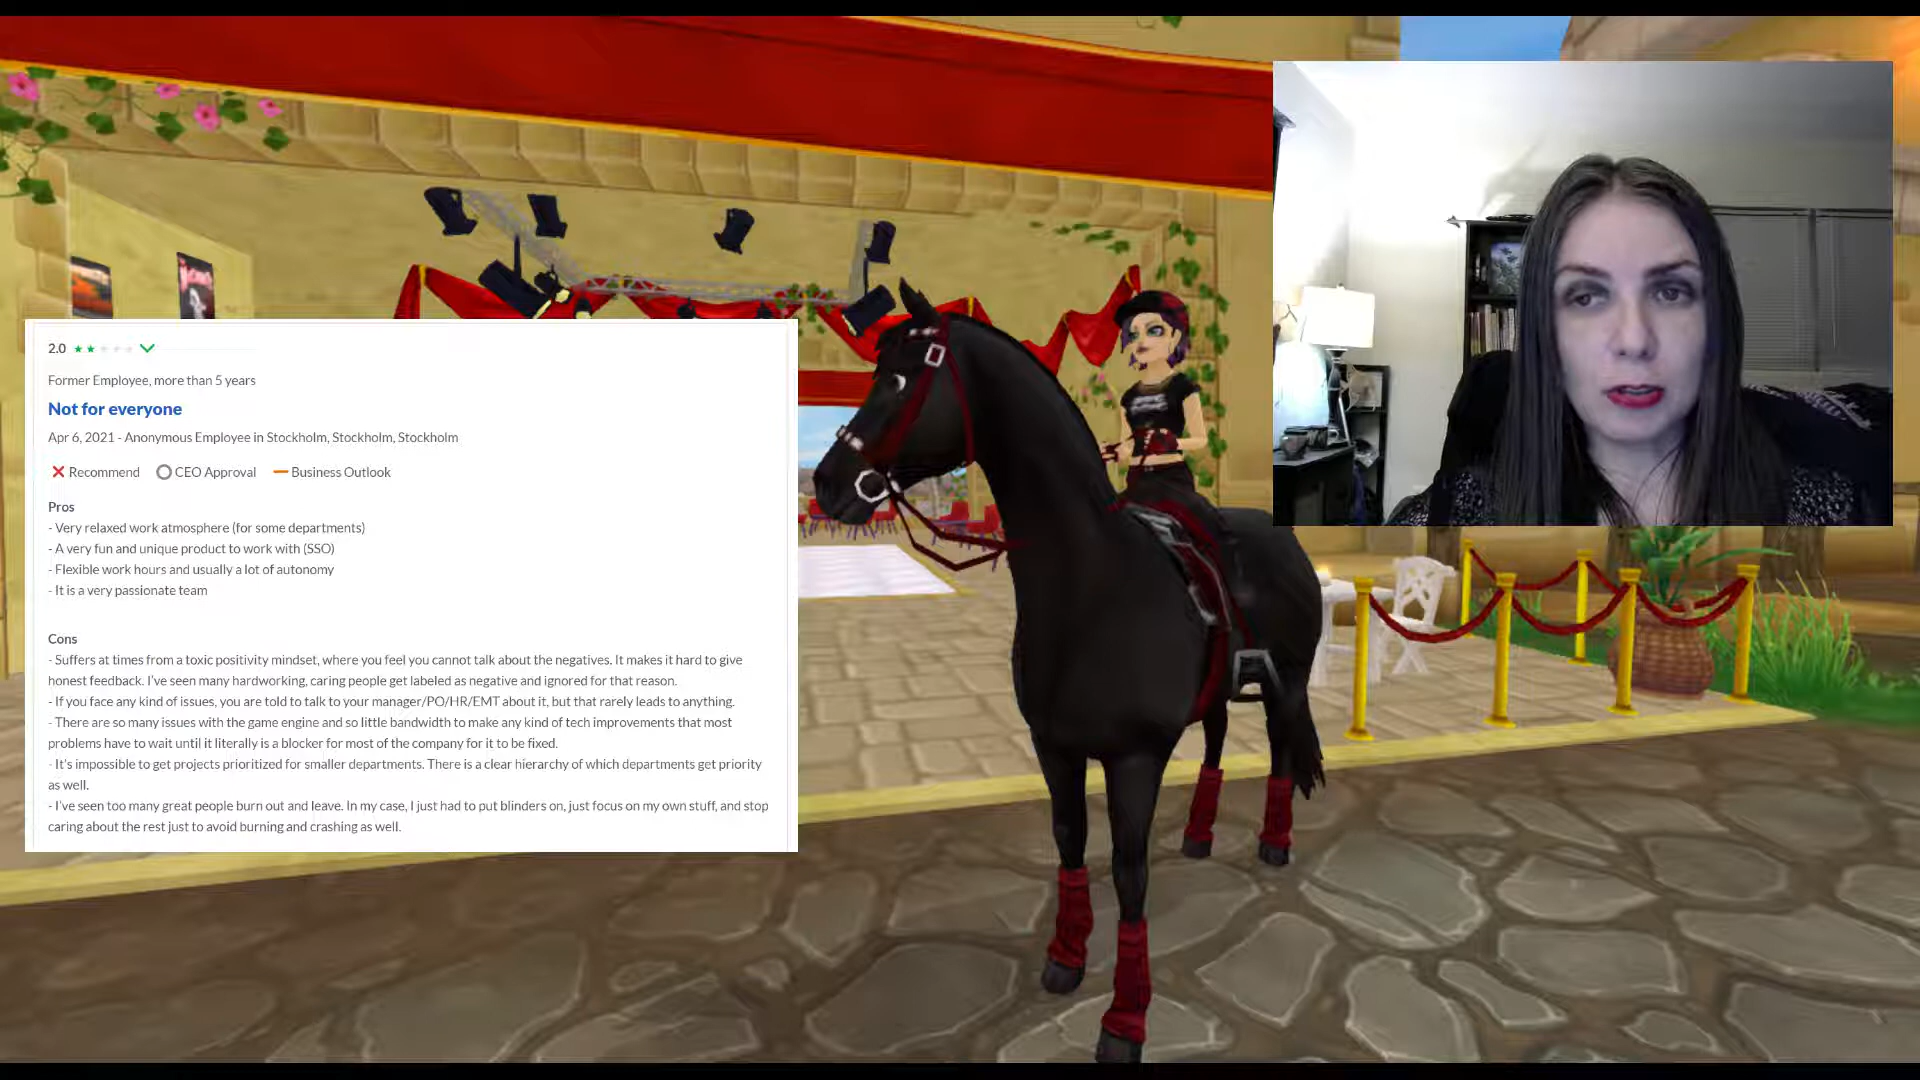 2.0
Former Employee, more than 5 years
Not for everyone
Apr 6, 2021 - Anonymous Employee in Stockholm, Stockholm, Stockholm
Recommend CEO Approval Business Outlook
Pros
- Very relaxed work atmosphere (for some departments)
- A very fun and unique product to work with (SSO)
- Flexible work hours and usually a lot of autonomy
- It is a very passionate team
Cons
- Suffers at times from a toxic positivity mindset, where you feel you cannot talk about the negatives. It makes it hard to give
honest feedback. I've seen many hardworking, caring people get labeled as negative and ignored for that reason.
- If you face any kind of issues, you are told to talk to your manager/PO/HR/EMT about it, but that rarely leads to anything.
- There are so many issues with the game engine and so little bandwidth to make any kind of tech improvements that most
problems have to wait until it literally is a blocker for most of the company for it to be fixed.
- It's impossible to get projects prioritized for smaller departments. There is a clear hierarchy of which departments get priority
as well.
- I've seen too many great people burn out and leave. In my case, I just had to put blinders on, just focus on my own stuff, and stop
caring about the rest just to avoid burning and crashing as well.